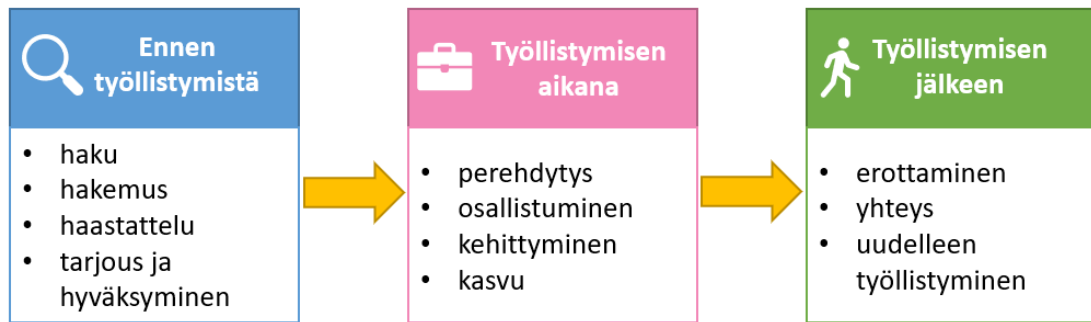 Ennen
työllistymistä
• haku
• hakemus
• haastattelu
• tarjous ja
hyväksyminen
Työllistymisen
aikana
• perehdytys
• osallistuminen
• kehittyminen
• kasvu
Työllistymisen
jälkeen
• erottaminen
• yhteys
• uudelleen
työllistyminen